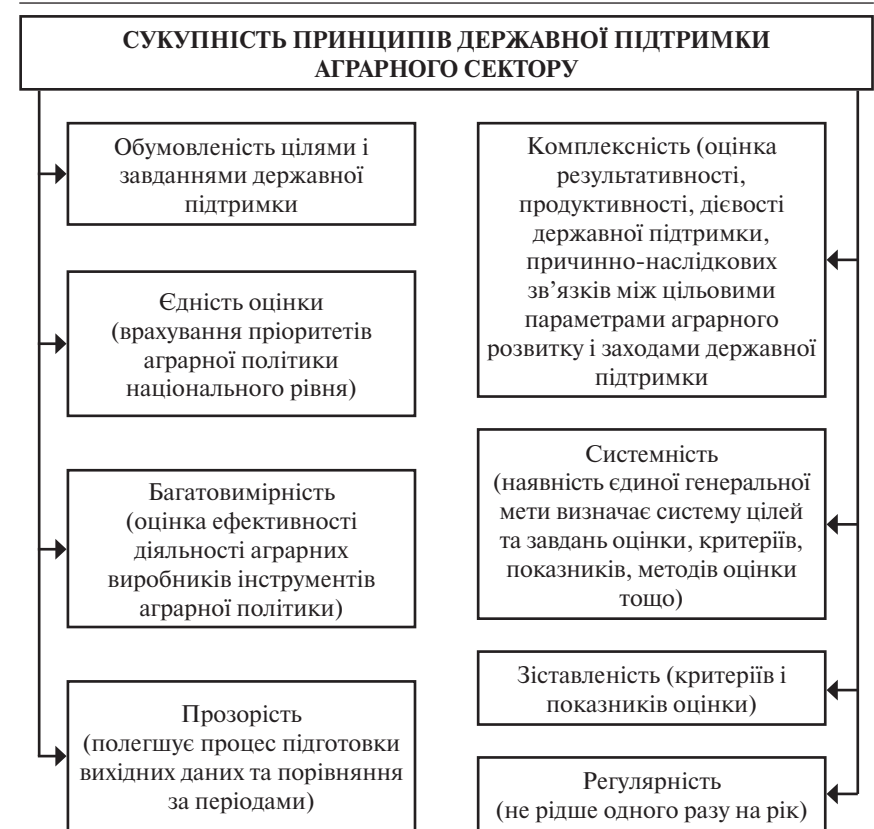 СУКУПНІСТЬ ПРИНЦИПІВ ДЕРЖАВНОЇ ПІДТРИМКИ
АГРАРНОГО СЕКТОРУ
Обумовленість цілями і
завданнями державної
підтримки
Єдність оцінки
(врахування пріоритетів
аграрної політики
національного рівня)
Багатовимірність
(оцінка ефективності
діяльності аграрних
виробників інструментів
аграрної політики)
Прозорість
(полегшує процес підготовки
вихідних даних та порівняння
за періодами)
Комплексність (оцінка
результативності,
продуктивності, дієвості
державної підтримки,
причинно-наслідкових
зв’язків між цільовими
параметрами аграрного
розвитку і заходами державної
підтримки
Системність
(наявність єдиної генеральної
мети визначає систему цілей
та завдань оцінки, критеріїв,
показників, методів оцінки
тощо)
Зіставленість (критеріїв і
показників оцінки)
Регулярність
(не рідше одного разу на рік)